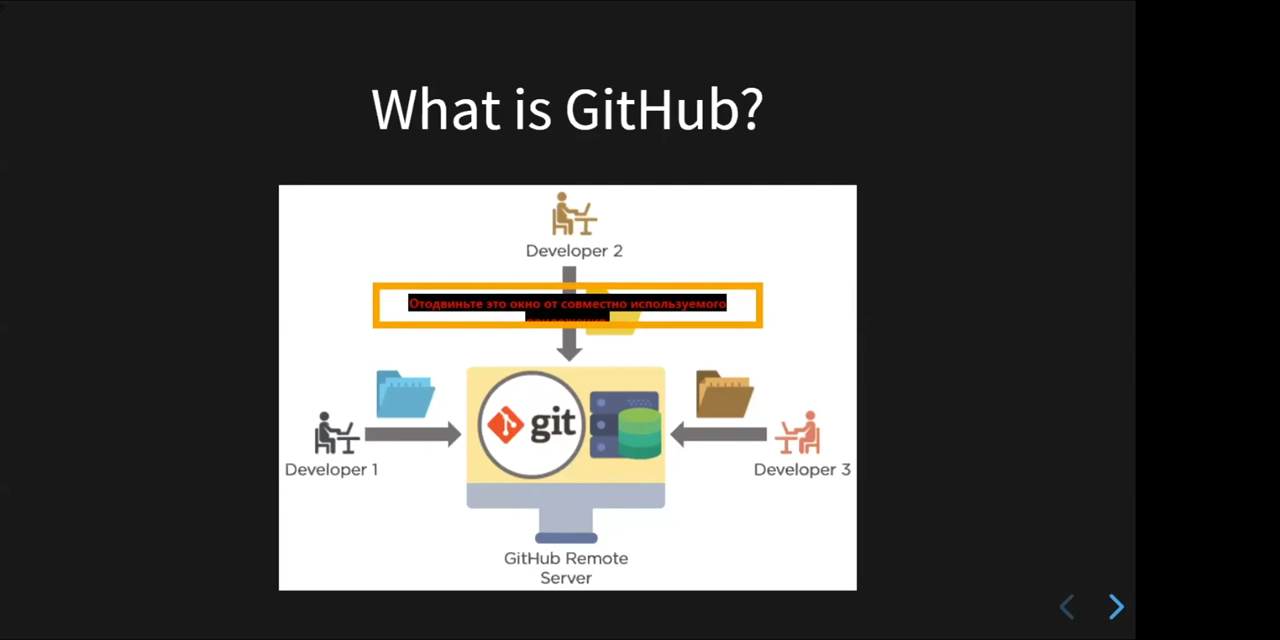 What is GitHub?
Developer 2
Отодвиньте это окно от совместно используемого
git
Developer 1
Developer 3
GitHub Remote
Server